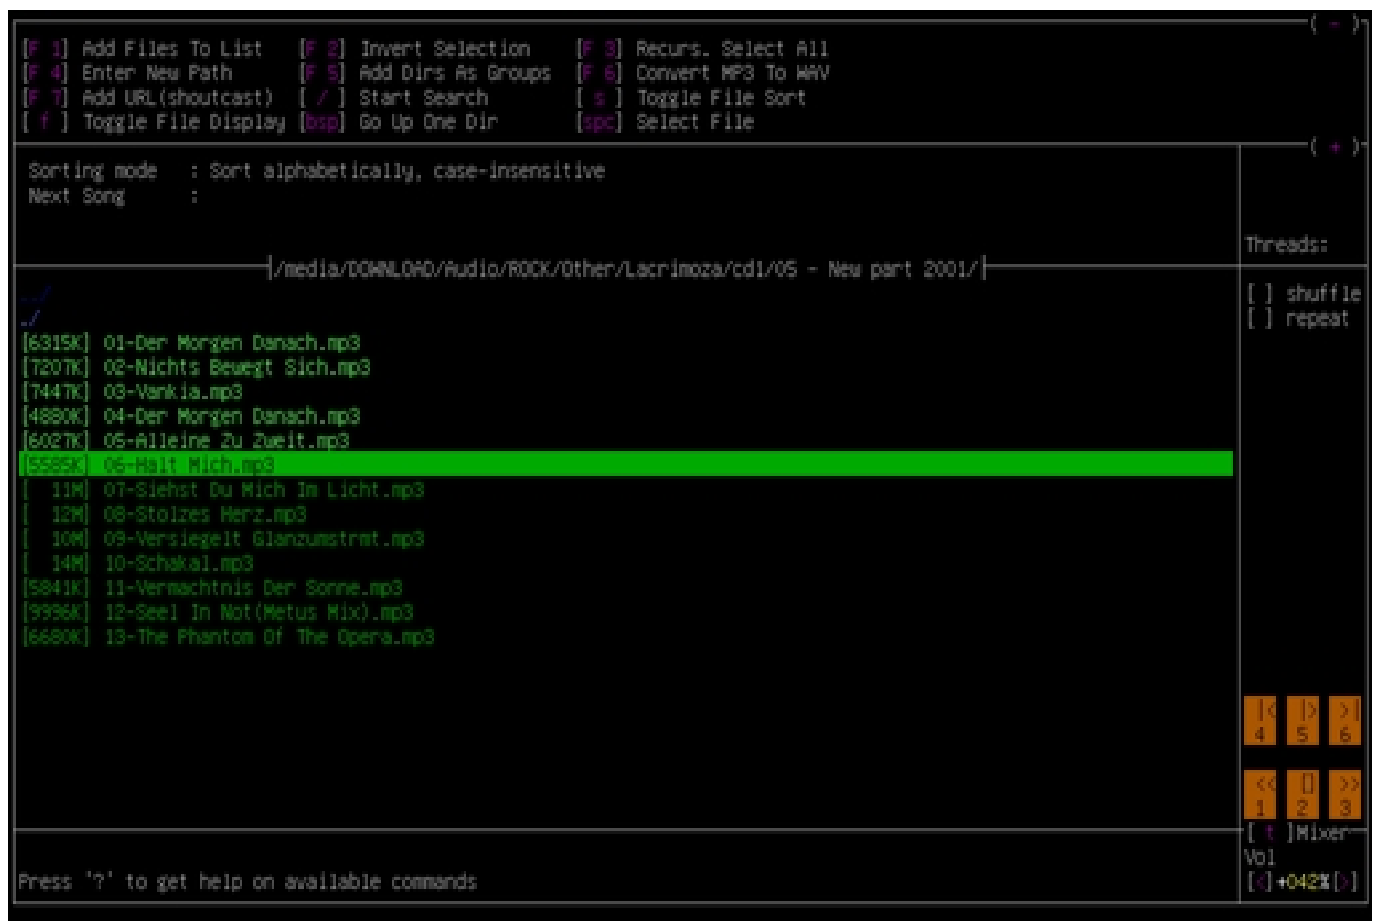 ( - )
[F 1] Add Files To List [F 2] Invert Selection [F 3] Recurs. Select All
[F 4] Enter New Path [F 5] Add Dirs As Groups [F 6] Convert MP3 To WAV
[F 7] Add URL(shoutcast) [ / ] Start Search [ s ] Toggle File Sort
[ f ] Toggle File Display [bsp] Go Up One Dir [spc] Select File
( + )
Sorting mode : Sort alphabetically, case-insensitive
Next Song :
Threads:
/media/DOWNLOAD/Audio/ROCK/Other/Lacrimoza/cd1/05 - New part 2001/
../
[ ] shuffle
./
[ ] repeat
[6315K] 01-Der Morgen Danach.mp3
[7207K] 02-Nichts Bewegt Sich.mp3
[7447K] 03-Vankia.mp3
[4880K] 04-Der Morgen Danach.mp3
[6027K] 05-Alleine Zu Zweit.mp3
[5585K] 06-Halt Mich.mp3
[ 11M] 07-Siehst Du Mich Im Licht.mp3
[ 12M] 08-Stolzes Herz.mp3
[ 10M] 09-Versiegelt Glanzumstrmt.mp3
[ 14M] 10-Schakal.mp3
[5841K] 11-Vermachtnis Der Sonne.mp3
[9996K] 12-Seel In Not(Metus Mix).mp3
[6680K] 13-The Phantom Of The Opera.mp3
|< |> >|
4 5 6
<< [] >>
1 2 3
[ t ]Mixer
Vol
Press '?' to get help on available commands
[<]+042%[>]